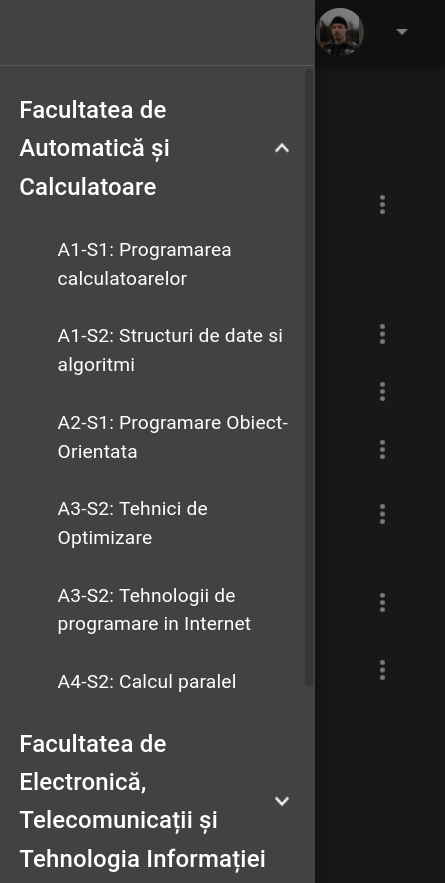 Facultatea de
Automatică și
Calculatoare
A1-S1: Programarea
calculatoarelor
A1-S2: Structuri de date si
algoritmi
A2-S1: Programare Obiect-
Orientata
A3-S2: Tehnici de
Optimizare
A3-S2: Tehnologii de
programare in Internet
A4-S2: Calcul paralel
Facultatea de
Electronică,
Telecomunicații și
Tehnologia Informației